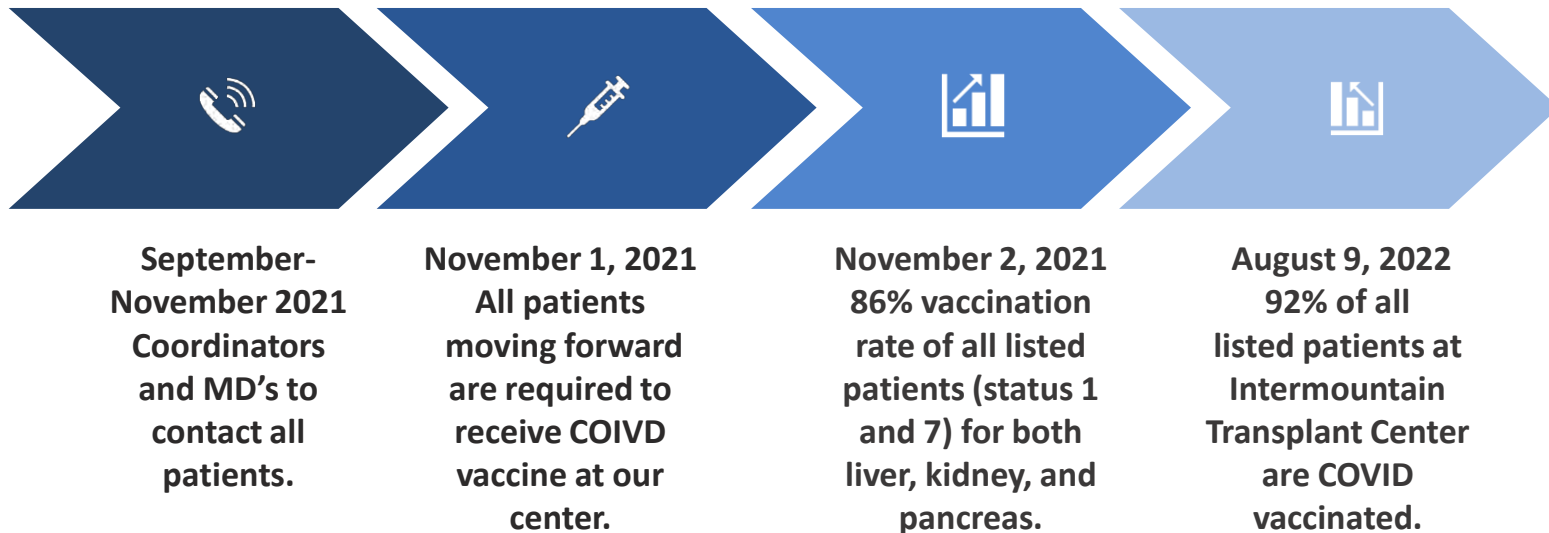 September-
November 2021
Coordinators
and MD's to
contact all
patients.
November 1, 2021
All patients
moving forward
are required to
receive COIVD
vaccine at our
center.
November 2, 2021
86% vaccination
rate of all listed
patients (status 1
and 7) for both
liver, kidney, and
pancreas.
August 9, 2022
92% of all
listed patients at
Intermountain
Transplant Center
are COVID
vaccinated.